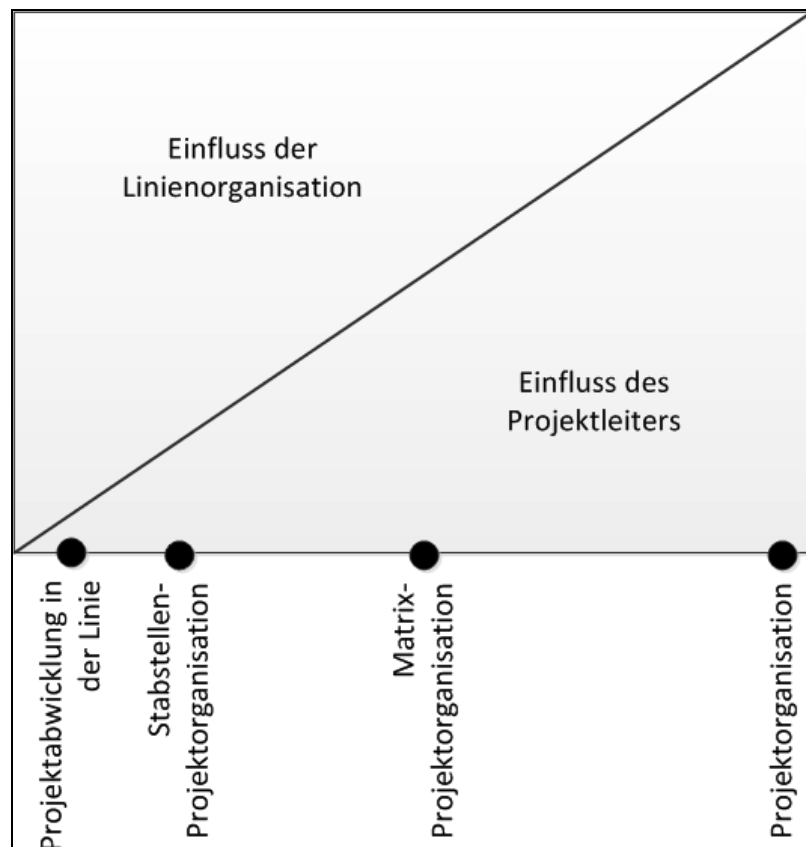 Einfluss der
Linienorganisation
Einfluss des
Projektleiters
Projektabwicklung in
der Linie
Stabstellen-
Projektorganisation
Matrix-
Projektorganisation
Projektorganisation